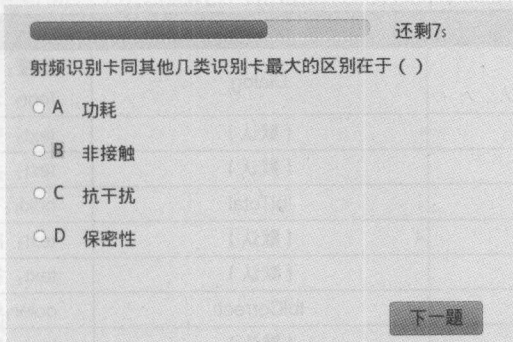 还剩7s
射频识别卡同其他几类识别卡最大的区别在于（ ）
A 功耗
B 非接触
C 抗干扰
D 保密性
下一题